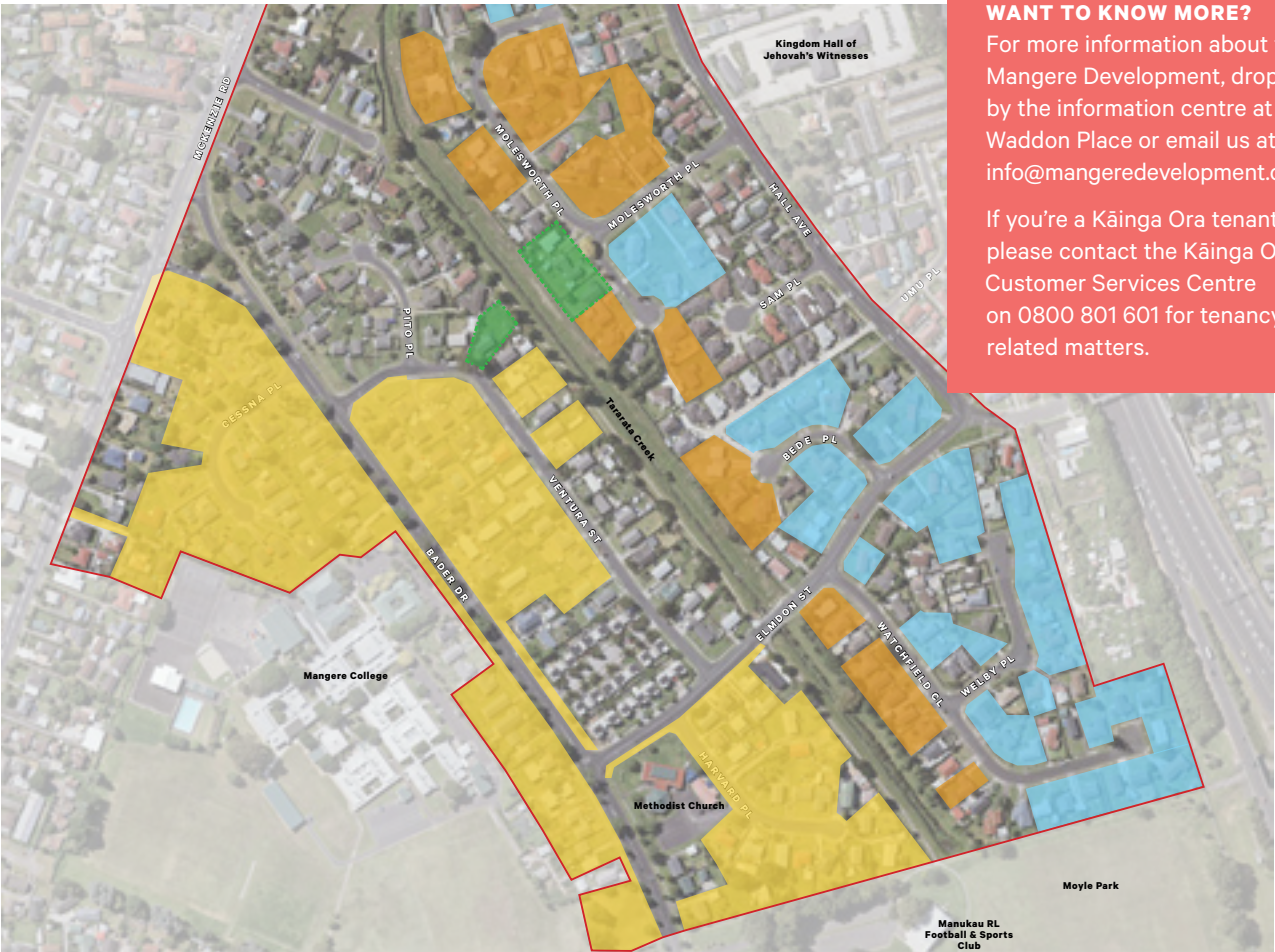 WANT TO KNOW MORE?
For more information about
Mangere Development, drop
by the information centre at
Waddon Place or email us at
info@mangeredevelopment.c
If you’re a Kāinga Ora tenant
please contact the Kāinga O
Customer Services Centre
on 0800 801 601 for tenancy
related matters.
Kingdom Hall of
Jehovah's Witnesses
MCKENZIE RD
MOLESWORTH PL
MOLESWORTH PL
HALL AVE
UMU PL
SAM PL
PITO PL
CESSNA PL
Tararata Creek
BEDE PL
VENTURA ST
BADER DR
ELMDON ST
WATCHFIELD CL
WELBY PL
Mangere College
HARVARD PL
Methodist Church
Moyle Park
Manukau RL
Football & Sports
Club